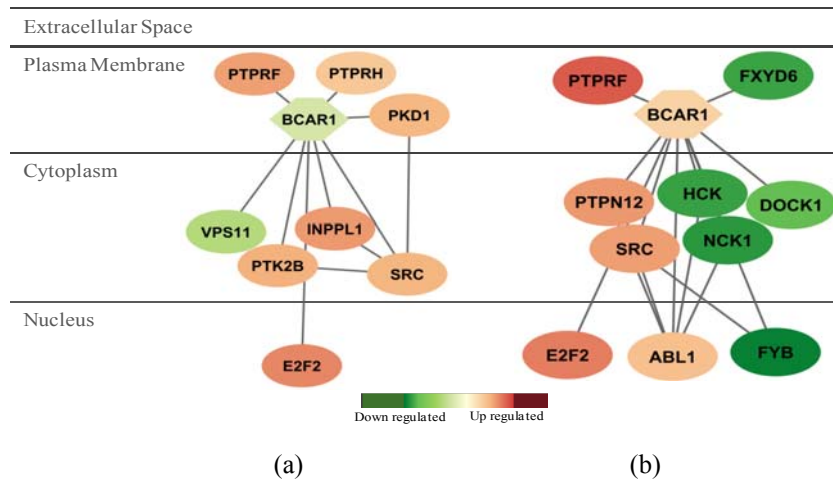 Extracellular Space
Plasma Membrane
PTPRF
PTPRH
BCAR1
PKD1
PTPRF
FXYD6
BCAR1
Cytoplasm
VPS11
INPPL1
PTK2B
SRC
PTPN12
HCK
DOCK1
SRC
NCK1
Nucleus
E2F2
E2F2
ABL1
FYB
Down regulated
Up regulated
(a)
(b)